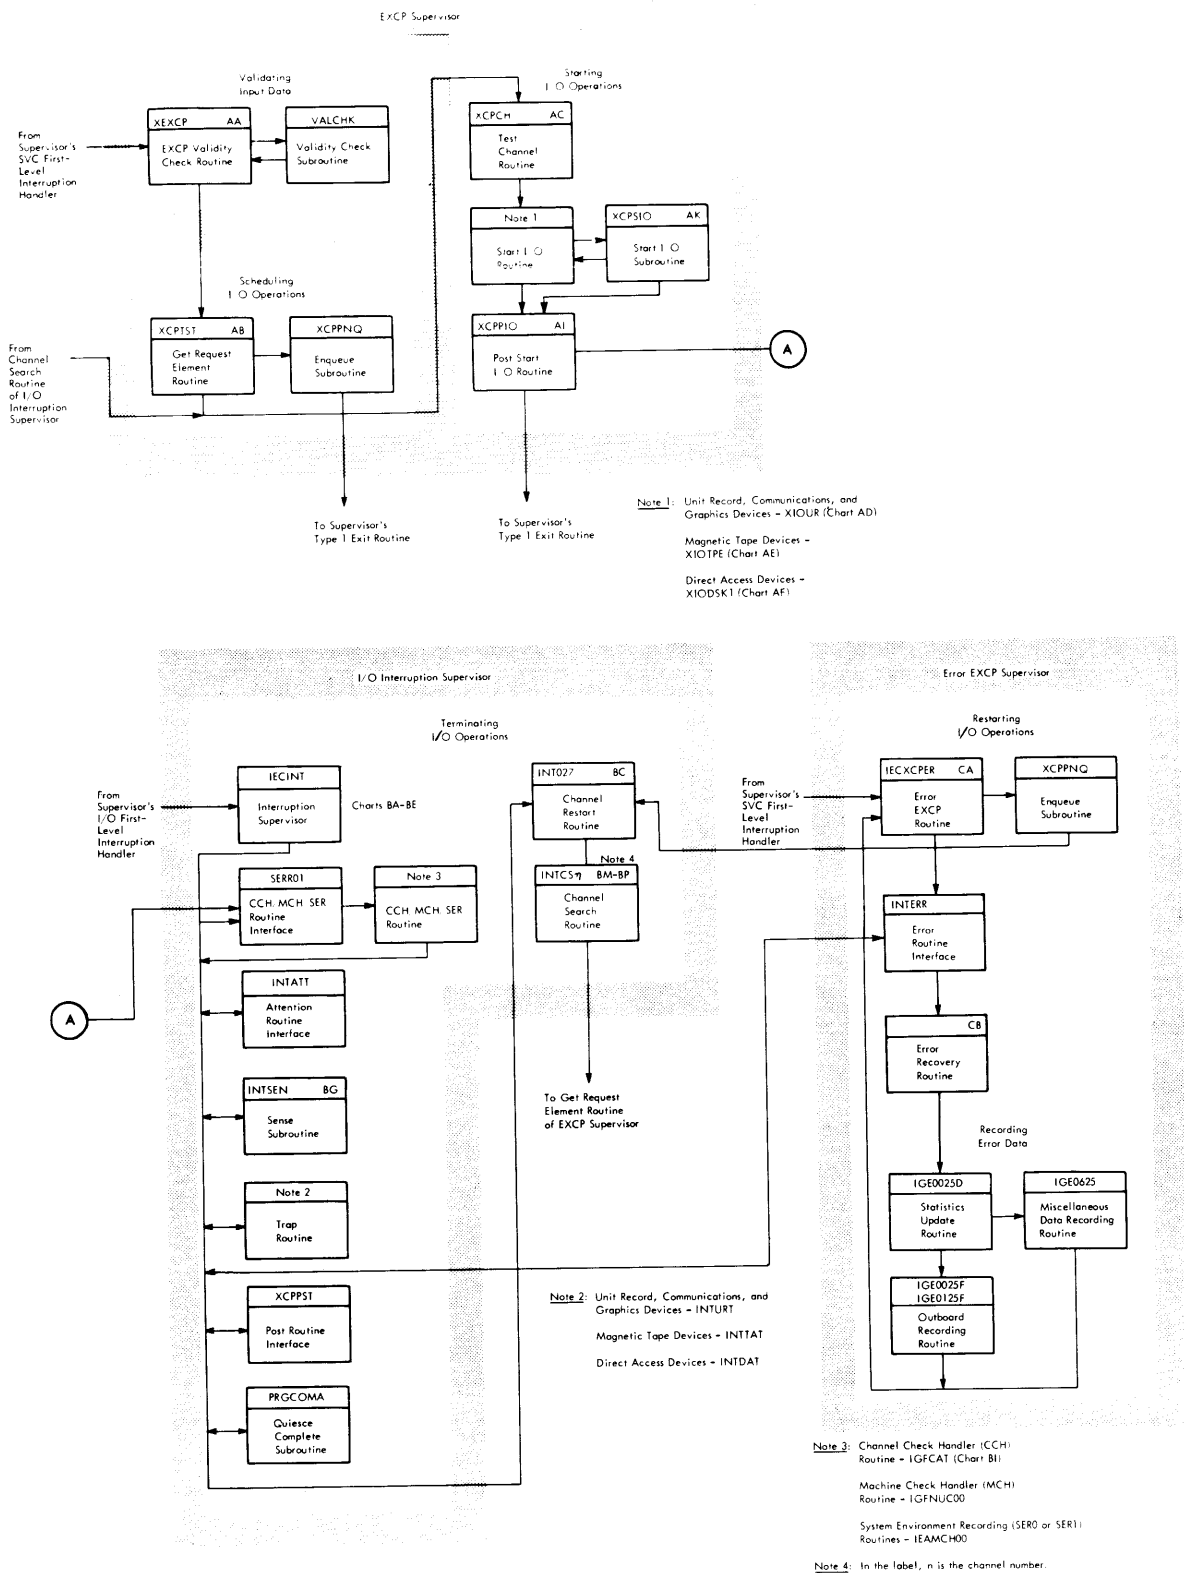 EXCP Supervisor
Validating
Input Data
Starting
I O Operations
XEXCP AA
EXCP Validity
Check Routine
VALCHK
Validity Check
Subroutine
XCPCH AC
Test
Channel
Routine
From
Supervisor's
SVC First-
Level
Interruption
Handler
Note 1
Start I O
Routine
XCPSIO AK
Start I O
Subroutine
Scheduling
I O Operations
XCPTST AB
Get Request
Element
Routine
XCPPNQ
Enqueue
Subroutine
XCPPIO AI
Post Start
I O Routine
A
From
Channel
Search
Routine
of I/O
Interruption
Supervisor
To Supervisor's
Type 1 Exit Routine
To Supervisor's
Type 1 Exit Routine
Note 1: Unit Record, Communications, and
Graphics Devices - XIOUR (Chart AD)
Magnetic Tape Devices -
XIOTPE (Chart AE)
Direct Access Devices -
XIODSK1 (Chart AF)
I/O Interruption Supervisor
Terminating
I/O Operations
IECINT
Interruption
Supervisor
Charts BA-BE
From
Supervisor's
I/O First-
Level
Interruption
Handler
INT027 BC
Channel
Restart
Routine
SERR01
CCH, MCH, SER
Routine
Interface
Note 3
CCH, MCH, SER
Routine
Note 4
INTCSη BM-BP
Channel
Search
Routine
INTATT
Attention
Routine
Interface
A
INTSEN BG
Sense
Subroutine
To Get Request
Element Routine
of EXCP Supervisor
Note 2
Trap
Routine
XCPPST
Post Routine
Interface
PRGCOMA
Quiesce
Complete
Subroutine
Note 2: Unit Record, Communications, and
Graphics Devices - INTURT
Magnetic Tape Devices - INTTAT
Direct Access Devices - INTDAT
Error EXCP Supervisor
Restarting
I/O Operations
From
Supervisor's
SVC First-
Level
Interruption
Handler
IECXCPER CA
Error
EXCP
Routine
XCPPNQ
Enqueue
Subroutine
INTERR
Error
Routine
Interface
CB
Error
Recovery
Routine
Recording
Error Data
IGE0025D
Statistics
Update
Routine
IGE0625
Miscellaneous
Data Recording
Routine
IGE0025F
IGE0125F
Outboard
Recording
Routine
Note 3: Channel Check Handler (CCH)
Routine - IGFCAT (Chart BI)
Machine Check Handler (MCH)
Routine - IGFNUC00
System Environment Recording (SER0 or SER1)
Routines - IEAMCH00
Note 4: In the label, n is the channel number.